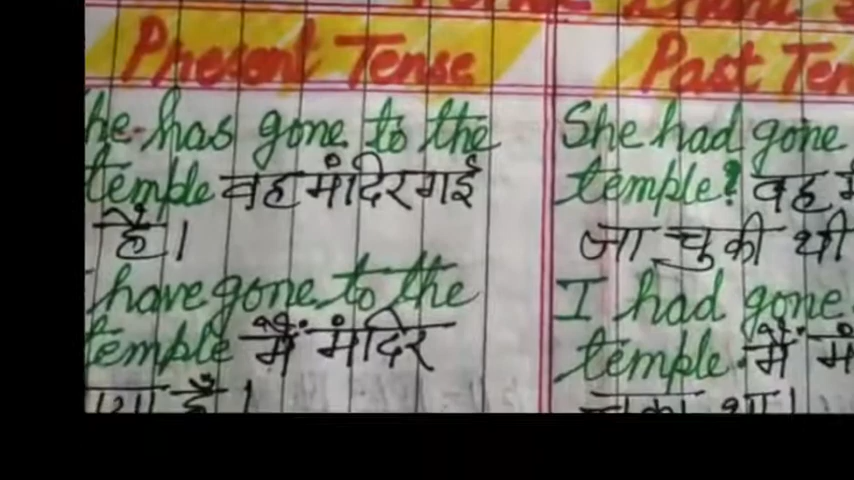 Present Tense
he has gone to the
temple वह मंदिर गई
है।
have gone to the
temple मैं मंदिर
Past Ten
She had gone
temple? वह
जा चुकी थी
I had gone
temple. मैं